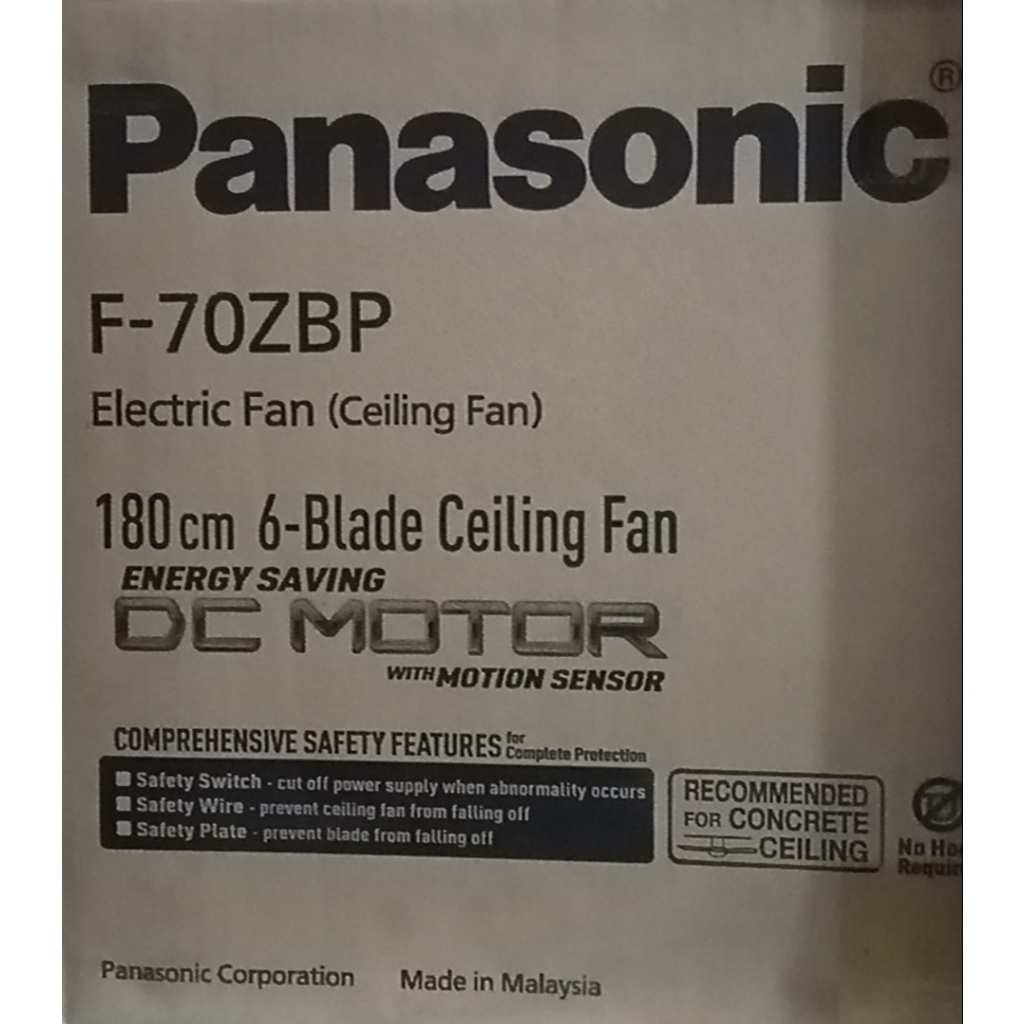 Panasonic®
F-70ZBP
Electric Fan (Ceiling Fan)
180cm 6-Blade Ceiling Fan
ENERGY SAVING
DC MOTOR
WITH MOTION SENSOR
COMPREHENSIVE SAFETY FEATURES for Complete Protection
Safety Switch - cut off power supply when abnormality occurs
Safety Wire - prevent ceiling fan from falling off
Safety Plate - prevent blade from falling off
RECOMMENDED
FOR CONCRETE
CEILING
No
Panasonic Corporation Made in Malaysia